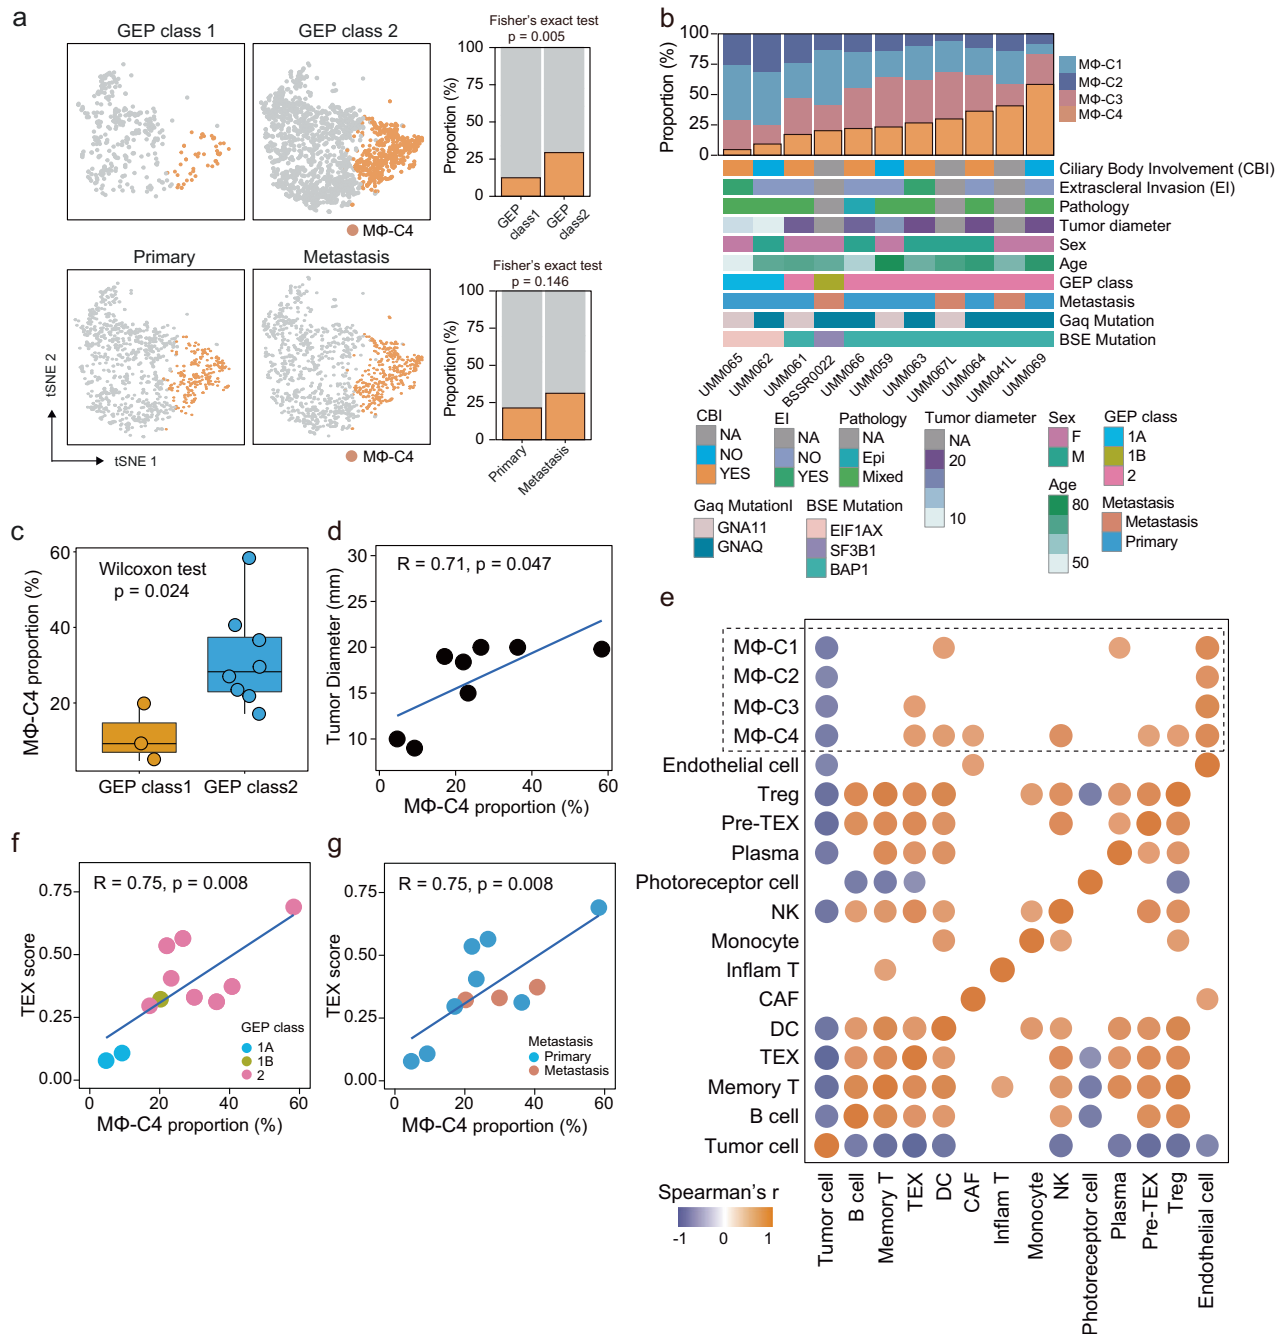 a
GEP class 1
GEP class 2
Fisher's exact test
p = 0.005
100
75
50
25
0
Proportion (%)
GEP
class1
GEP
class2
MΦ-C4
Primary
Metastasis
Fisher's exact test
p = 0.146
100
75
50
25
0
Proportion (%)
Primary
Metastasis
tSNE 2
tSNE 1
MΦ-C4
b
100
75
50
25
0
Proportion (%)
MΦ-C1
MΦ-C2
MΦ-C3
MΦ-C4
Ciliary Body Involvement (CBI)
Extrascleral Invasion (EI)
Pathology
Tumor diameter
Sex
Age
GEP class
Metastasis
Gaq Mutation
BSE Mutation
UMM065
UMM062
UMM061
BSSR0022
UMM066
UMM059
UMM063
UMM067L
UMM064
UMM041L
UMM069
CBI
NA
NO
YES
EI
NA
NO
YES
Pathology
NA
Epi
Mixed
Tumor diameter
NA
20
10
Sex
F
M
GEP class
1A
1B
2
Age
80
50
Metastasis
Metastasis
Primary
Gaq Mutationl
GNA11
GNAQ
BSE Mutation
EIF1AX
SF3B1
BAP1
c
60
40
20
MΦ-C4 proportion (%)
Wilcoxon test
p = 0.024
GEP class1
GEP class2
d
30
25
20
15
10
Tumor Diameter (mm)
R = 0.71, p = 0.047
0
20
40
60
MΦ-C4 proportion (%)
e
MΦ-C1
MΦ-C2
MΦ-C3
MΦ-C4
Endothelial cell
Treg
Pre-TEX
Plasma
Photoreceptor cell
NK
Monocyte
Inflam T
CAF
DC
TEX
Memory T
B cell
Tumor cell
Tumor cell
B cell
Memory T
TEX
DC
CAF
Inflam T
Monocyte
NK
Photoreceptor cell
Plasma
Pre-TEX
Treg
Endothelial cell
Spearman's r
-1
0
1
f
0.75
0.50
0.25
0.00
TEX score
R = 0.75, p = 0.008
GEP class
1A
1B
2
0
20
40
60
MΦ-C4 proportion (%)
g
0.75
0.50
0.25
0.00
TEX score
R = 0.75, p = 0.008
Metastasis
Primary
Metastasis
0
20
40
60
MΦ-C4 proportion (%)